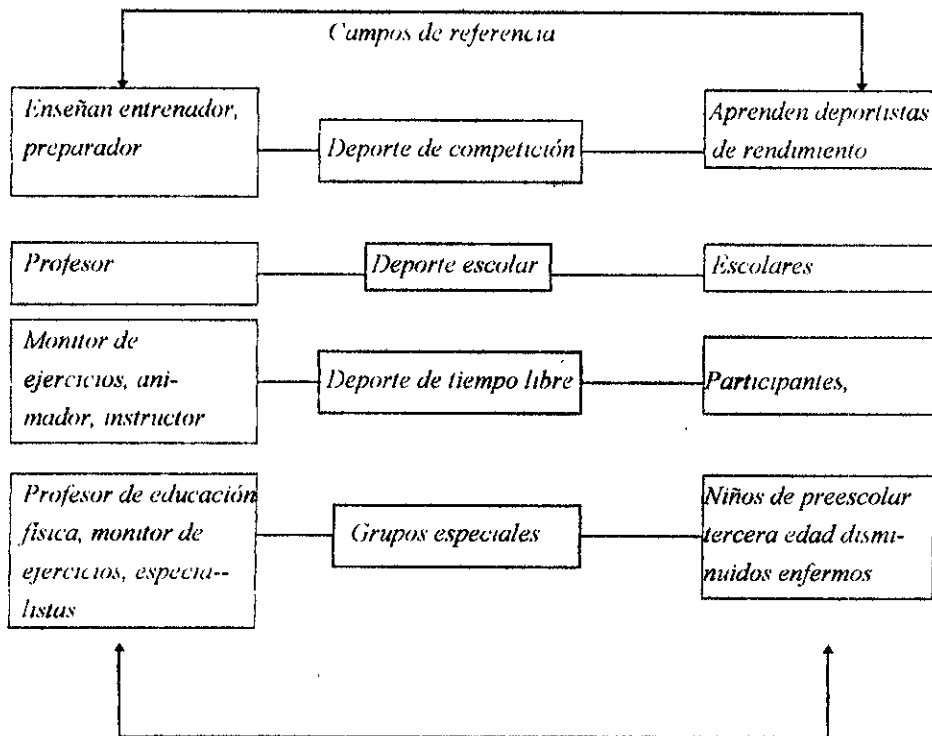 Campos de referencia
Enseñan entrenador,
preparador
Deporte de competición
Aprenden deportistas
de rendimiento
Profesor
Deporte escolar
Escolares
Monitor de
ejercicios, ani-
mador, instructor
Deporte de tiempo libre
Participantes,
Profesor de educación
física, monitor de
ejercicios, especia--
listas
Grupos especiales
Niños de preescolar
tercera edad dismi-
nuidos enfermos